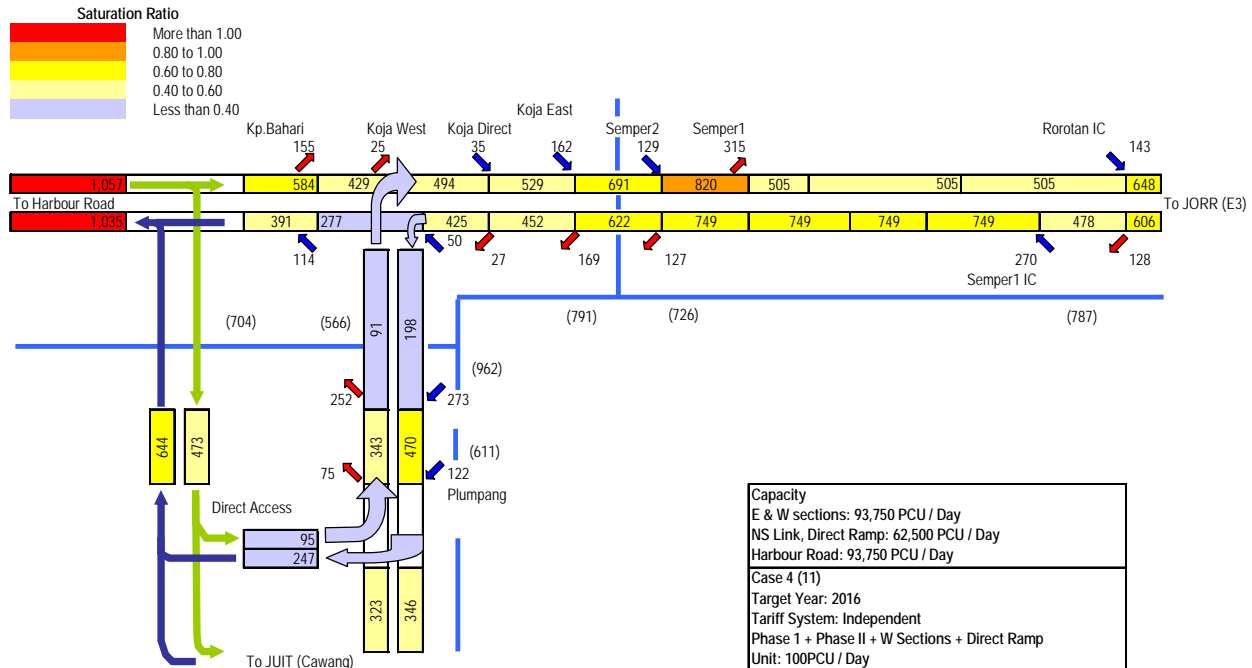 Saturation Ratio
More than 1.00
0.80 to 1.00
0.60 to 0.80
0.40 to 0.60
Less than 0.40
Koja East
Kp.Bahari
Koja West
Koja Direct
Semper2
Semper1
Rorotan IC
155
25
35
162
129
315
143
1,057
584
429
494
529
691
820
505
505
505
648
To Harbour Road
To JORR (E3)
1,035
391
277
425
452
622
749
749
749
749
478
606
114
50
27
169
127
270
128
Semper1 IC
(704)
(566)
91
198
(791)
(726)
(787)
(962)
252
273
644
473
343
470
(611)
75
122
Plumpang
Direct Access
95
247
323
346
To JUIT (Cawang)
Capacity
E & W sections: 93,750 PCU / Day
NS Link, Direct Ramp: 62,500 PCU / Day
Harbour Road: 93,750 PCU / Day
Case 4 (11)
Target Year: 2016
Tariff System: Independent
Phase 1 + Phase II + W Sections + Direct Ramp
Unit: 100PCU / Day